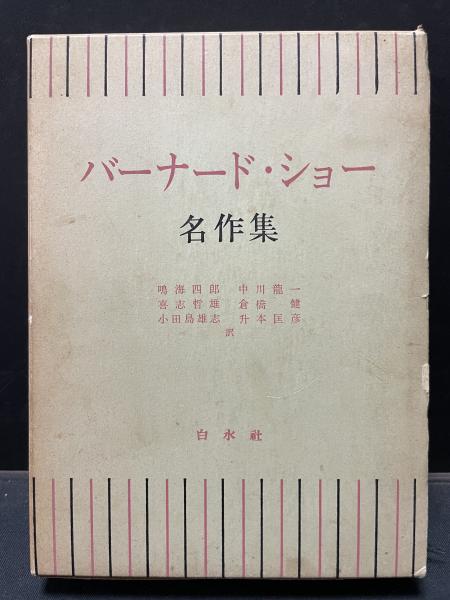 バーナード・ショー
名作集
鳴海四郎 中川龍一
喜志哲雄 倉橋健
小田島雄志 升本匡彦
訳
白水社